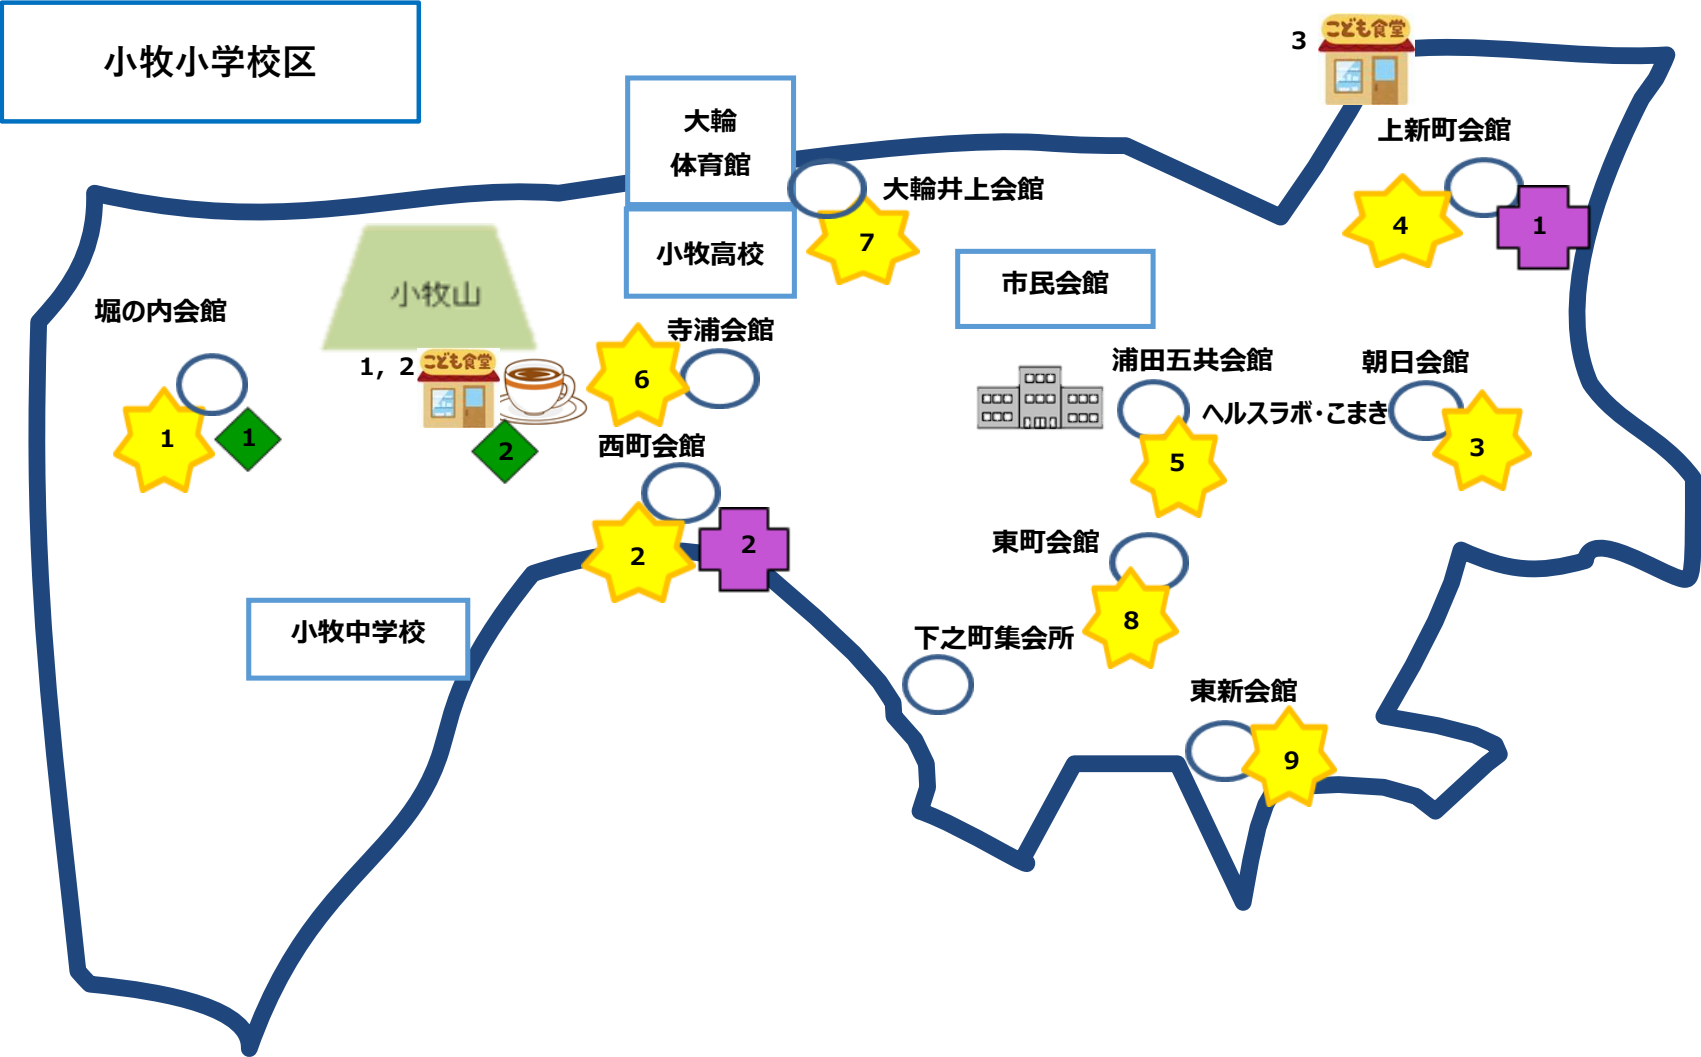 小牧小学校区
3
こども食堂
上新町会館
4
1
大輪
体育館
大輪井上会館
7
小牧高校
市民会館
小牧山
堀の内会館
1
1
1，2
こども食堂
2
寺浦会館
6
西町会館
2
2
浦田五共会館
ヘルスラボ・こまき
5
朝日会館
3
東町会館
8
下之町集会所
小牧中学校
東新会館
9